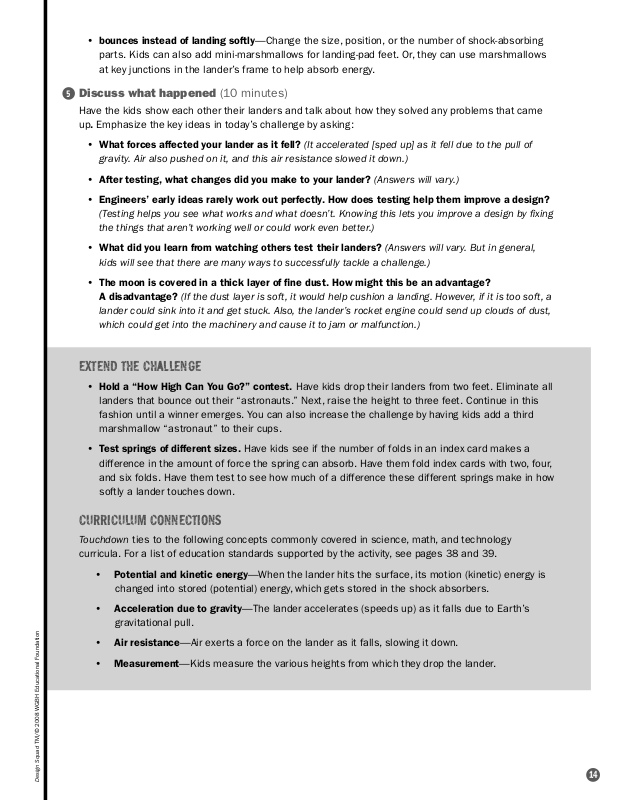 • bounces instead of landing softly—Change the size, position, or the number of shock-absorbing
parts. Kids can also add mini-marshmallows for landing-pad feet. Or, they can use marshmallows
at key junctions in the lander's frame to help absorb energy.
5 Discuss what happened (10 minutes)
Have the kids show each other their landers and talk about how they solved any problems that came
up. Emphasize the key ideas in today's challenge by asking:
• What forces affected your lander as it fell? (It accelerated [sped up] as it fell due to the pull of
gravity. Air also pushed on it, and this air resistance slowed it down.)
• After testing, what changes did you make to your lander? (Answers will vary.)
• Engineers' early ideas rarely work out perfectly. How does testing help them improve a design?
(Testing helps you see what works and what doesn't. Knowing this lets you improve a design by fixing
the things that aren't working well or could work even better.)
• What did you learn from watching others test their landers? (Answers will vary. But in general,
kids will see that there are many ways to successfully tackle a challenge.)
• The moon is covered in a thick layer of fine dust. How might this be an advantage?
A disadvantage? (If the dust layer is soft, it would help cushion a landing. However, if it is too soft, a
lander could sink into it and get stuck. Also, the lander's rocket engine could send up clouds of dust,
which could get into the machinery and cause it to jam or malfunction.)
EXTEND THE CHALLENGE
• Hold a “How High Can You Go?” contest. Have kids drop their landers from two feet. Eliminate all
landers that bounce out their “astronauts.” Next, raise the height to three feet. Continue in this
fashion until a winner emerges. You can also increase the challenge by having kids add a third
marshmallow “astronaut” to their cups.
• Test springs of different sizes. Have kids see if the number of folds in an index card makes a
difference in the amount of force the spring can absorb. Have them fold index cards with two, four,
and six folds. Have them test to see how much of a difference these different springs make in how
softly a lander touches down.
CURRICULUM CONNECTIONS
Touchdown ties to the following concepts commonly covered in science, math, and technology
curricula. For a list of education standards supported by the activity, see pages 38 and 39.
• Potential and kinetic energy—When the lander hits the surface, its motion (kinetic) energy is
changed into stored (potential) energy, which gets stored in the shock absorbers.
• Acceleration due to gravity—The lander accelerates (speeds up) as it falls due to Earth's
gravitational pull.
• Air resistance—Air exerts a force on the lander as it falls, slowing it down.
• Measurement—Kids measure the various heights from which they drop the lander.
Design Squad TM/© 2008 WGBH Educational Foundation
14